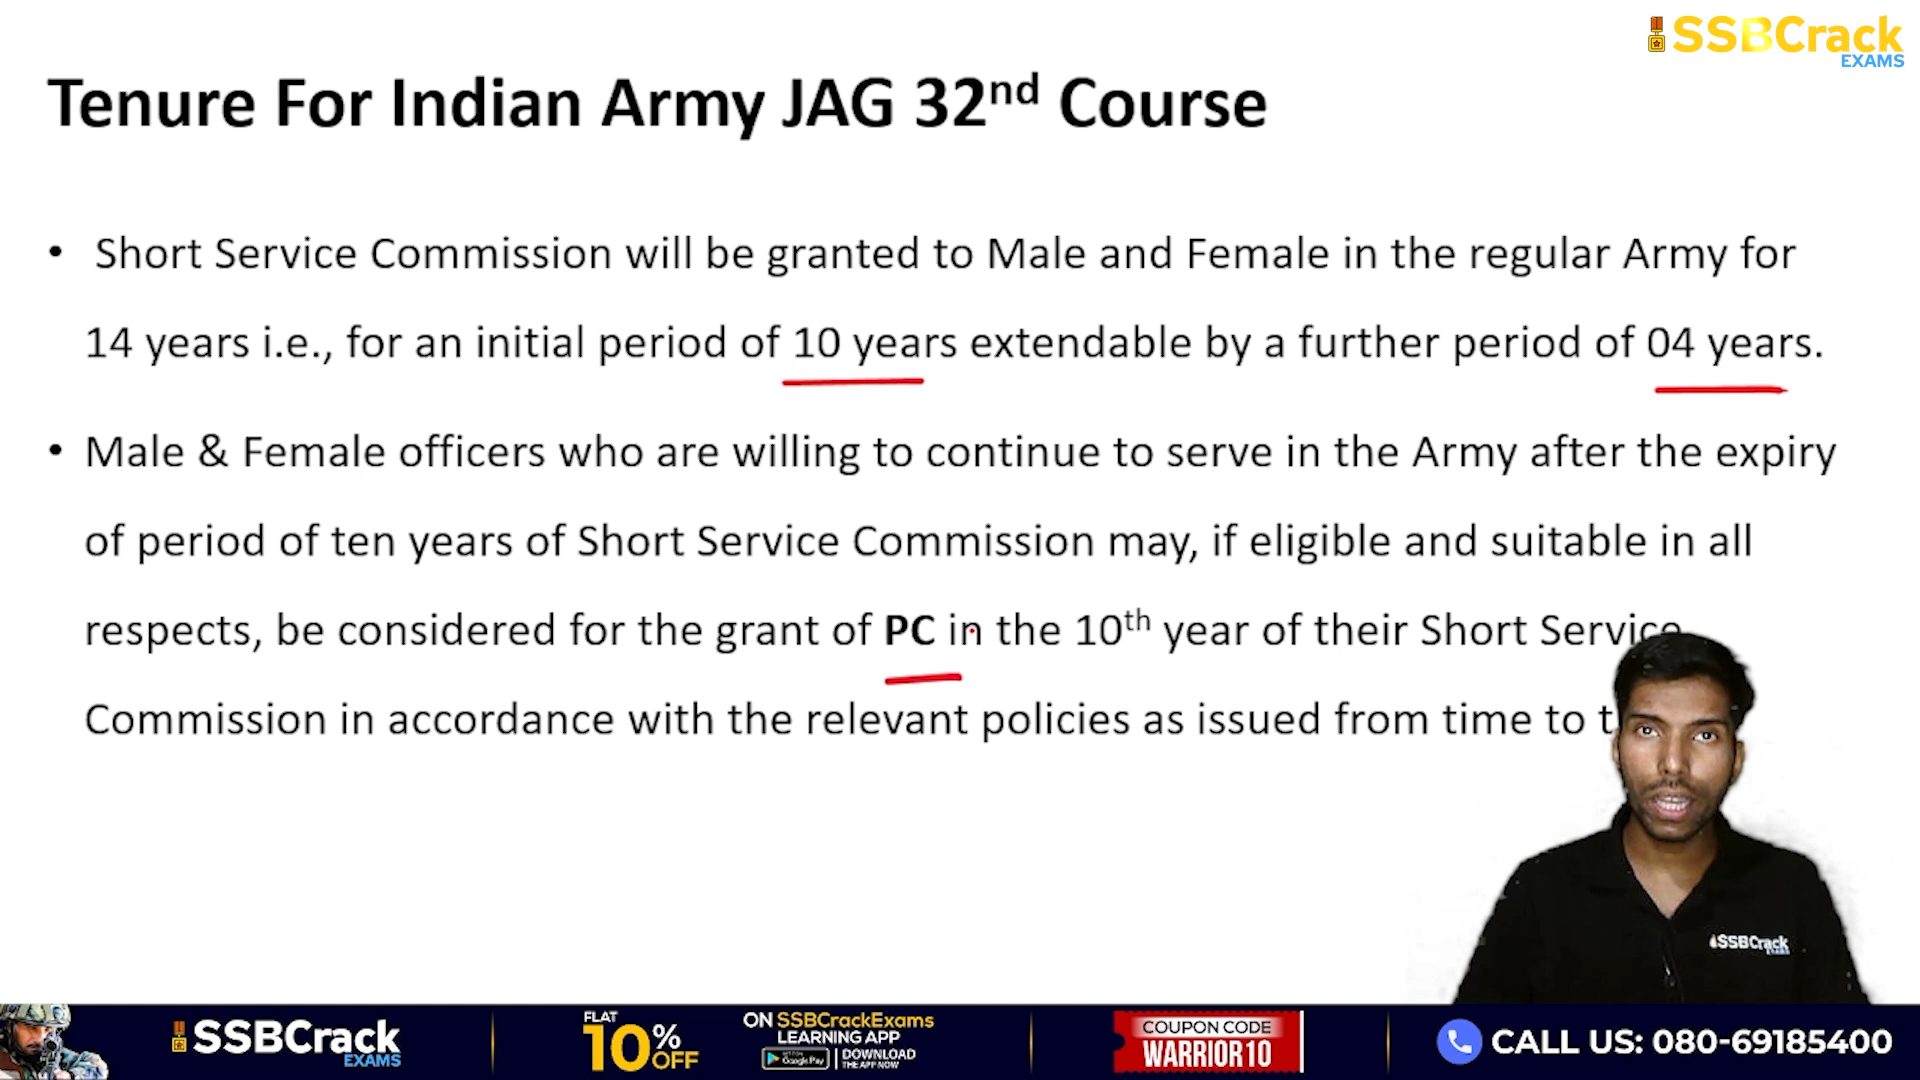 SSBCrack
EXAMS
Tenure For Indian Army JAG 32nd Course
• Short Service Commission will be granted to Male and Female in the regular Army for
14 years i.e., for an initial period of 10 years extendable by a further period of 04 years.
• Male & Female officers who are willing to continue to serve in the Army after the expiry
of period of ten years of Short Service Commission may, if eligible and suitable in all
respects, be considered for the grant of PC in the 10th year of their Short Service
Commission in accordance with the relevant policies as issued from time to
SSBCrack
EXAMS
SSBCrack
EXAMS
FLAT
10% OFF
ON SSBCrackExams
LEARNING APP
Google Play
DOWNLOAD
THE APP NOW
COUPON CODE
WARRIOR10
CALL US: 080-69185400